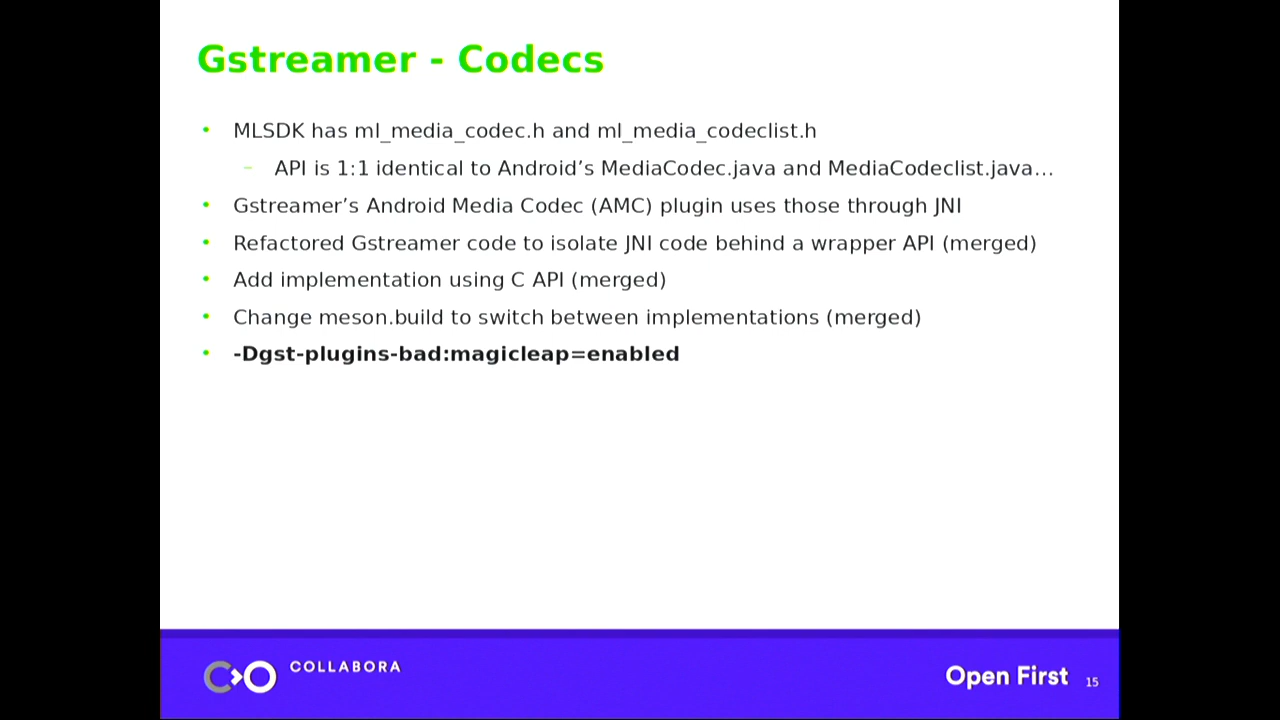 Gstreamer - Codecs
• MLSDK has ml_media_codec.h and ml_media_codeclist.h
– API is 1:1 identical to Android’s MediaCodec.java and MediaCodeclist.java…
• Gstreamer’s Android Media Codec (AMC) plugin uses those through JNI
• Refactored Gstreamer code to isolate JNI code behind a wrapper API (merged)
• Add implementation using C API (merged)
• Change meson.build to switch between implementations (merged)
• -Dgst-plugins-bad:magicleap=enabled
COLLABORA
Open First 15